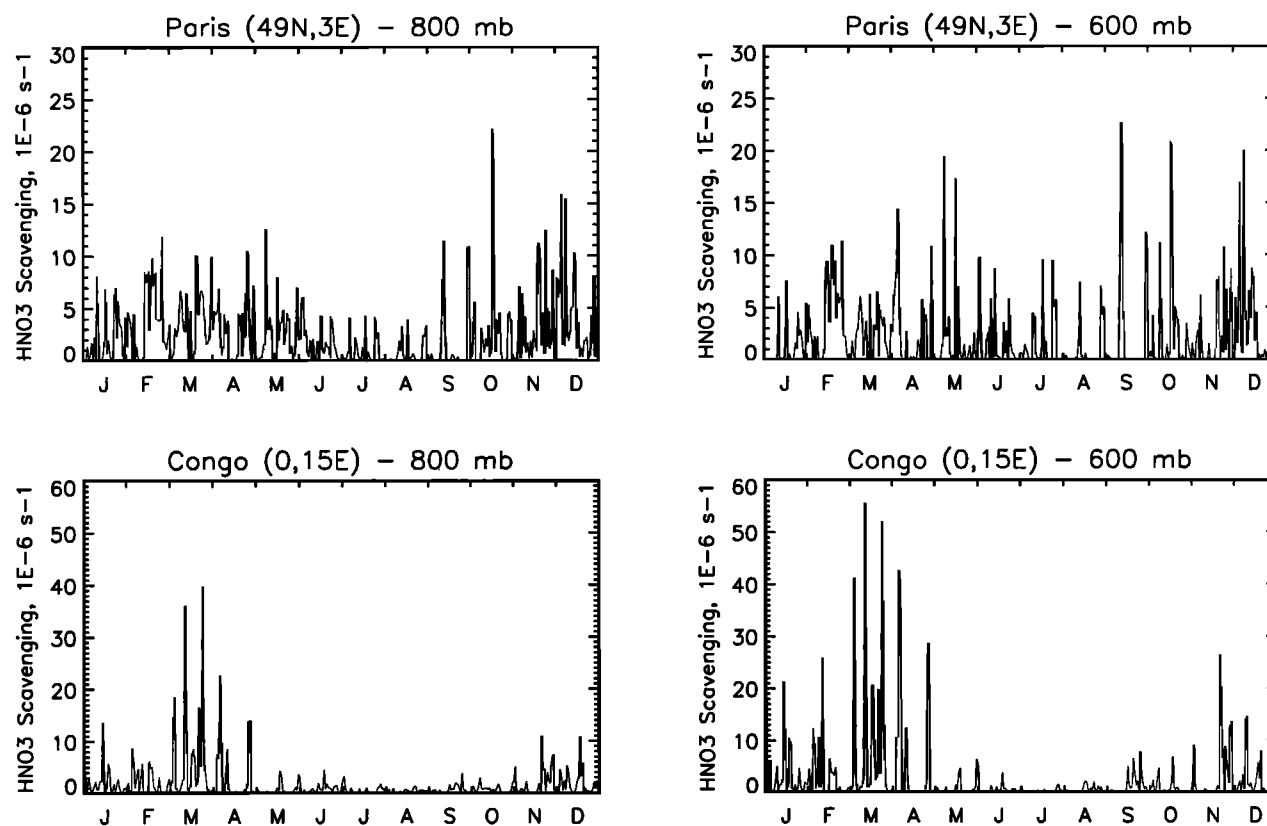 Paris (49N,3E) – 800 mb
HNO3 Scavenging, 1E–6 s–1
30
25
20
15
10
5
0
J F M A M J J A S O N D
Paris (49N,3E) – 600 mb
HNO3 Scavenging, 1E–6 s–1
30
25
20
15
10
5
0
J F M A M J J A S O N D
Congo (0,15E) – 800 mb
HNO3 Scavenging, 1E–6 s–1
60
50
40
30
20
10
0
J F M A M J J A S O N D
Congo (0,15E) – 600 mb
HNO3 Scavenging, 1E–6 s–1
60
50
40
30
20
10
0
J F M A M J J A S O N D